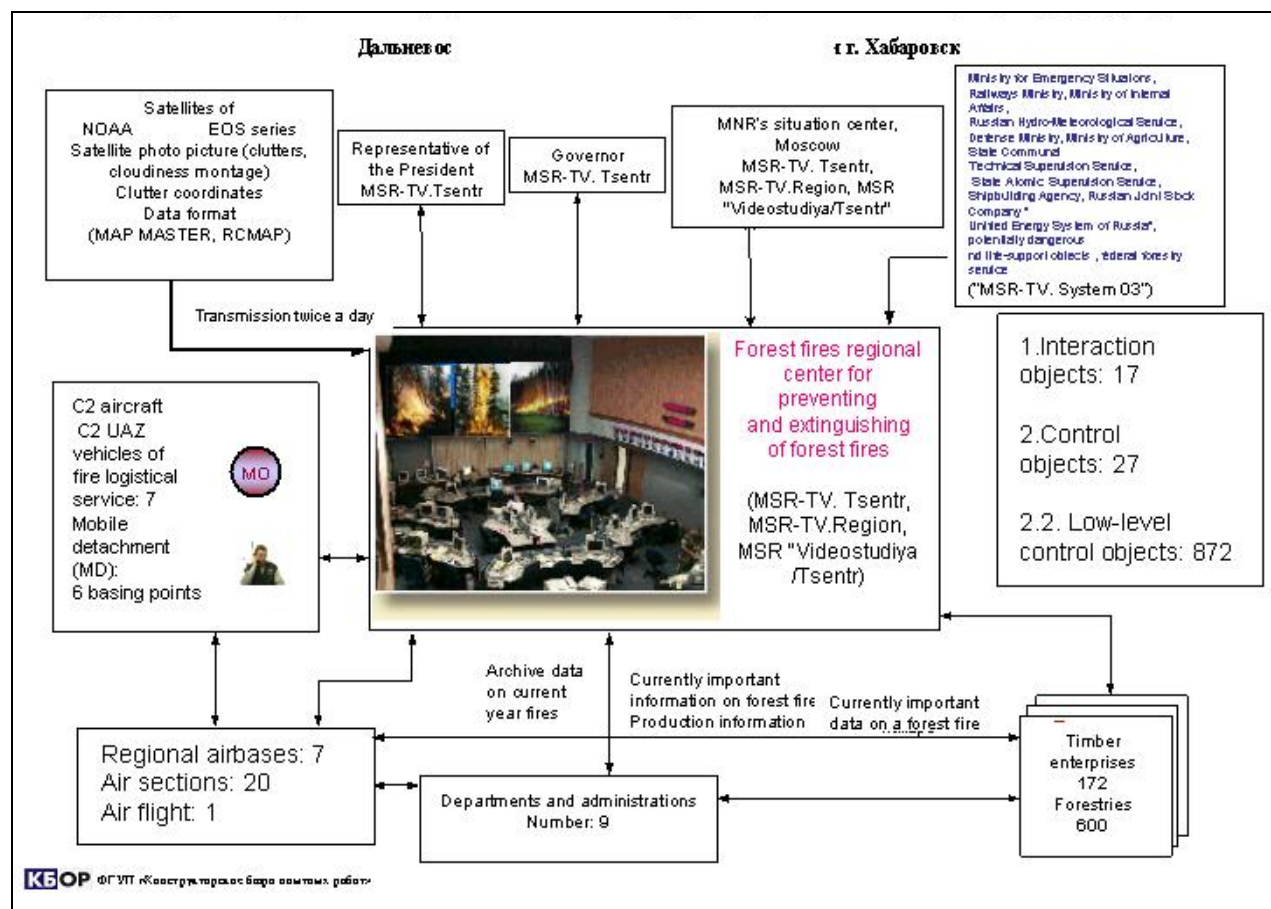 Дальневос
г. Хабаровск
Satellites of
NOAA EOS series
Satellite photo picture (clutters,
cloudiness montage)
Clutter coordinates
Data format
(MAP MASTER, RCMAP)
Representative of
the President
MSR-TV.Tsentr
Governor
MSR-TV. Tsentr
MNR's situation center,
Moscow
MSR-TV. Tsentr,
MSR-TV.Region, MSR
"Videostudiya/Tsentr"
Ministry for Emergency Situations,
Railways Ministry, Ministry of Internal
Affairs,
Russian Hydro-Meteorological Service,
Defense Ministry, Ministry of Agriculture,
State Communal
Technical Supervision Service,
State Atomic Supervision Service,
Shipbuilding Agency, Russian Joint Stock
Company "
Unified Energy System of Russia",
potentially dangerous
nd life-support objects , federal forestry
service
("MSR-TV. System 03")
Transmission twice a day
Forest fires regional
center for
preventing
and extinguishing
of forest fires
(MSR-TV. Tsentr,
MSR-TV.Region,
MSR "Videostudiya
/Tsentr)
1.Interaction
objects: 17
2.Control
objects: 27
2.2. Low-level
control objects: 872
C2 aircraft
C2 UAZ
vehicles of
fire logistical
service: 7
Mobile
detachment
(MD):
6 basing points
MO
Archive data
on current
year fires
Currently important
information on forest fire
Production information
Currently important
data on a forest fire
Regional airbases: 7
Air sections: 20
Air flight: 1
Departments and administrations
Number: 9
Timber
enterprises
172
Forestries
600
КБОР ФГУП «Конструкторское бюро опытных работ»